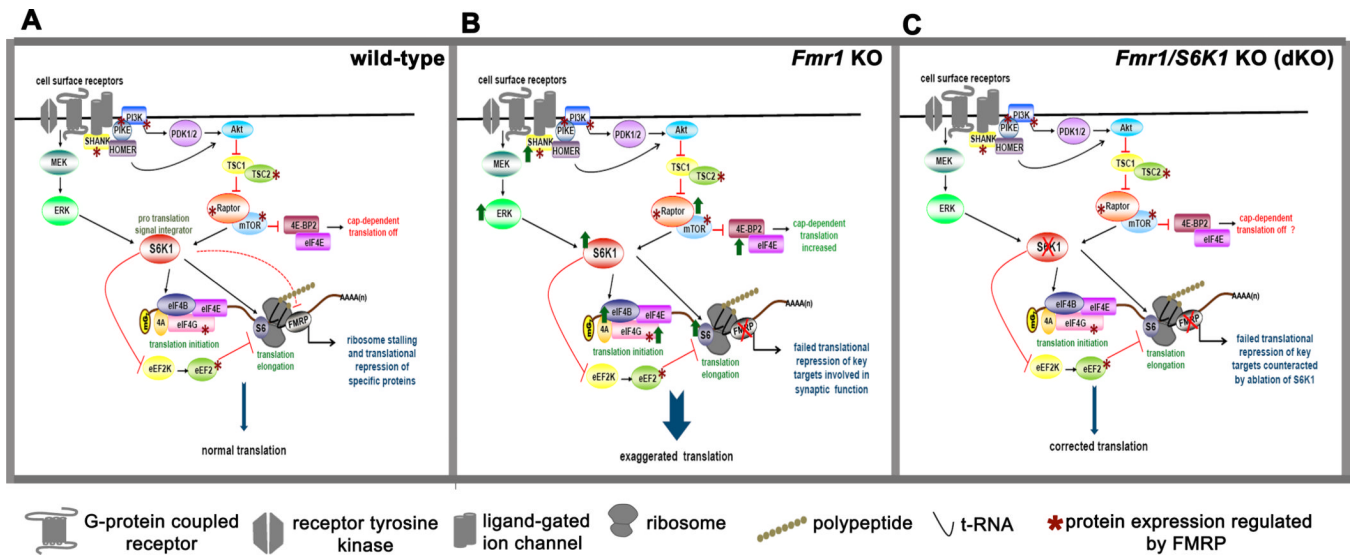 A
wild-type
cell surface receptors
PI3K
PIKE
SHANK
HOMER
PDK1/2
Akt
MEK
TSC1
TSC2
ERK
Raptor
mTOR
4E-BP2
eIF4E
cap-dependent
translation off
pro translation
signal integrator
S6K1
eIF4B
eIF4E
AAAA(n)
4A
eIF4G
S6
FMRP
translation initiation
translation
elongation
ribosome stalling
and translational
repression of
specific proteins
eEF2K
eEF2
normal translation
B
Fmr1 KO
cell surface receptors
PI3K
PIKE
SHANK
HOMER
PDK1/2
Akt
MEK
TSC1
TSC2
ERK
Raptor
mTOR
4E-BP2
eIF4E
cap-dependent
translation
increased
S6K1
eIF4B
eIF4E
AAAA(n)
4A
eIF4G
S6
FMRP
translation initiation
translation
elongation
failed translational
repression of key
targets involved in
synaptic function
eEF2K
eEF2
exaggerated translation
C
Fmr1/S6K1 KO (dKO)
cell surface receptors
PI3K
PIKE
SHANK
HOMER
PDK1/2
Akt
MEK
TSC1
TSC2
ERK
Raptor
mTOR
4E-BP2
eIF4E
cap-dependent
translation off ?
S6K1
eIF4B
eIF4E
AAAA(n)
4A
eIF4G
S6
FMRP
translation initiation
translation
elongation
failed translational
repression of key
targets counteracted
by ablation of S6K1
eEF2K
eEF2
corrected translation
G-protein coupled
receptor
receptor tyrosine
kinase
ligand-gated
ion channel
ribosome
polypeptide
t-RNA
protein expression regulated
by FMRP